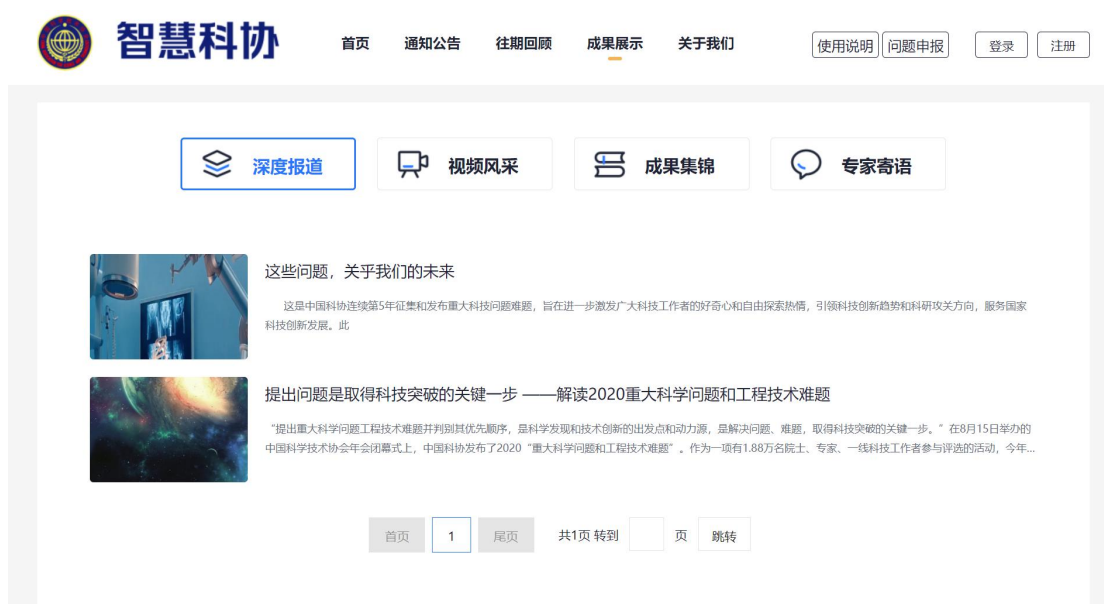 智慧科协
首页 通知公告 往期回顾 成果展示 关于我们 使用说明 问题申报 登录 注册
深度报道 视频风采 成果集锦 专家寄语
这些问题，关乎我们的未来
这是中国科协连续第5年征集和发布重大科技问题难题，旨在进一步激发广大科技工作者的好奇心和自由探索热情，引领科技创新趋势和科研攻关方向，服务国家
科技创新发展。此
提出问题是取得科技突破的关键一步 ——解读2020重大科学问题和工程技术难题
“提出重大科学问题工程技术难题并判别其优先顺序，是科学发现和技术创新的出发点和动力源，是解决问题、难题，取得科技突破的关键一步。”在8月15日举办的
中国科学技术协会年会闭幕式上，中国科协发布了2020“重大科学问题和工程技术难题”。作为一项有1.88万名院士、专家、一线科技工作者参与评选的活动，今年...
首页 1 尾页 共1页 转到 页 跳转